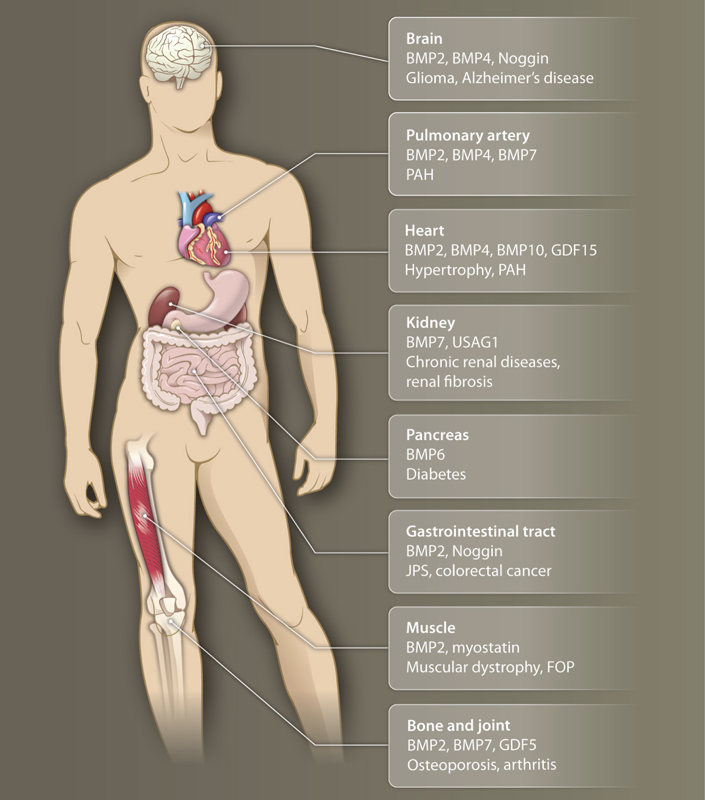 Brain
BMP2, BMP4, Noggin
Glioma, Alzheimer’s disease
Pulmonary artery
BMP2, BMP4, BMP7
PAH
Heart
BMP2, BMP4, BMP10, GDF15
Hypertrophy, PAH
Kidney
BMP7, USAG1
Chronic renal diseases,
renal fibrosis
Pancreas
BMP6
Diabetes
Gastrointestinal tract
BMP2, Noggin
JPS, colorectal cancer
Muscle
BMP2, myostatin
Muscular dystrophy, FOP
Bone and joint
BMP2, BMP7, GDF5
Osteoporosis, arthritis